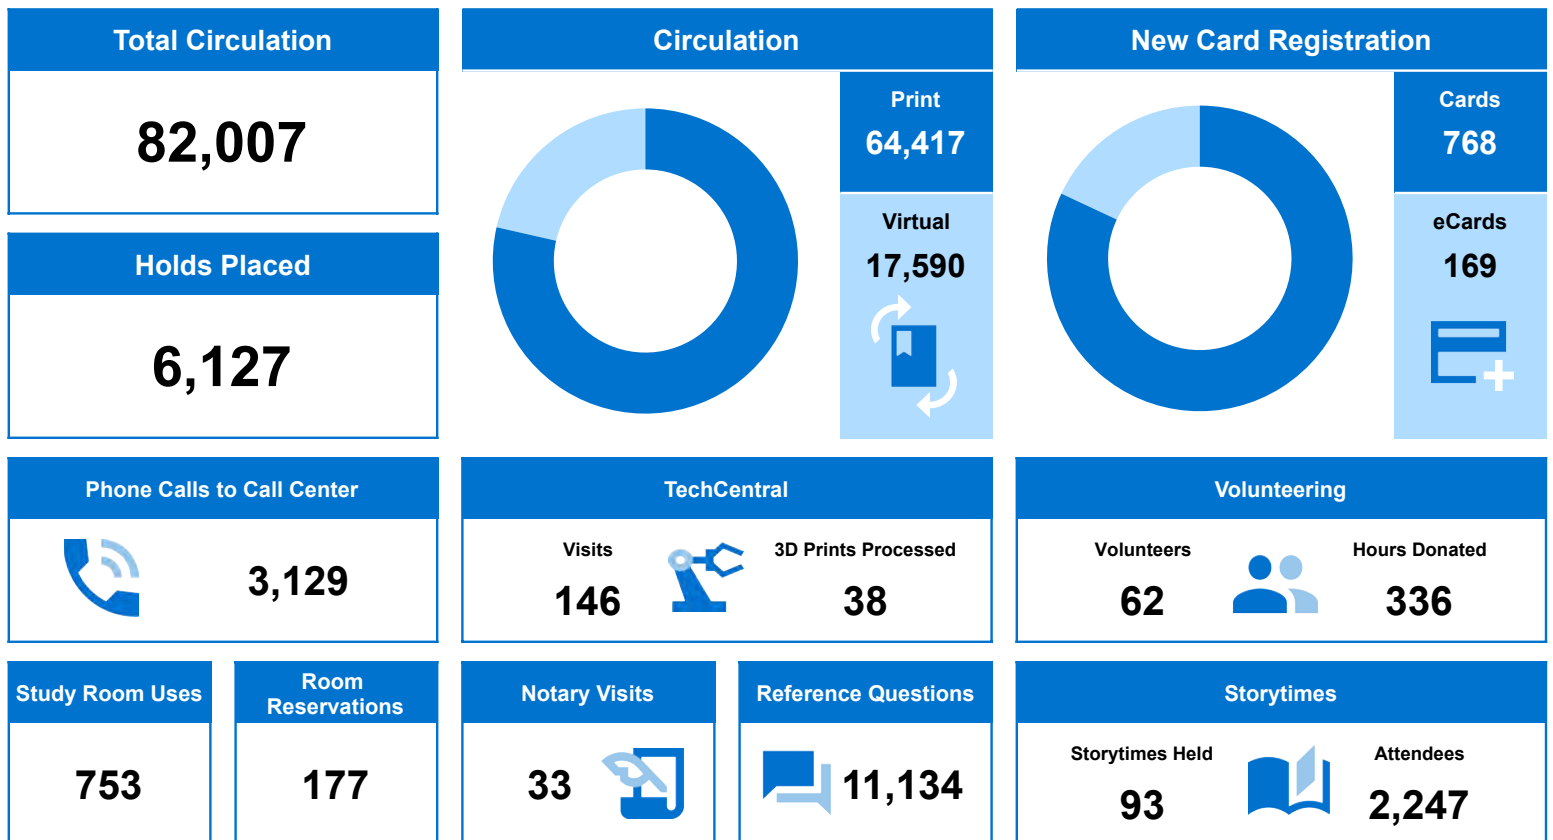 Total Circulation
82,007
Holds Placed
6,127
Circulation
Print
64,417
Virtual
17,590
New Card Registration
Cards
768
eCards
169
Phone Calls to Call Center
3,129
TechCentral
Visits
146
3D Prints Processed
38
Volunteering
Volunteers
62
Hours Donated
336
Study Room Uses
753
Room
Reservations
177
Notary Visits
33
Reference Questions
11,134
Storytimes
Storytimes Held
93
Attendees
2,247